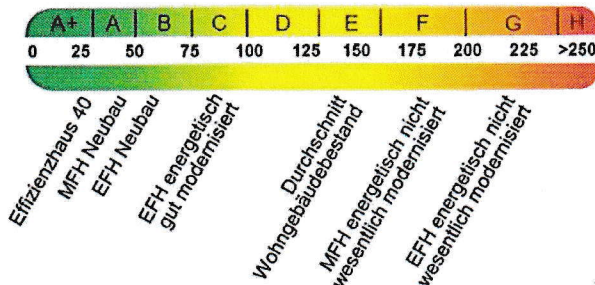 A+ A B C D E F G H
0 25 50 75 100 125 150 175 200 225 >250
Effizienzhaus 40
MFH Neubau
EFH Neubau
EFH energetisch
gut modernisiert
Durchschnitt
Wohngebäudebestand
MFH energetisch nicht
wesentlich modernisiert
EFH energetisch nicht
wesentlich modernisiert